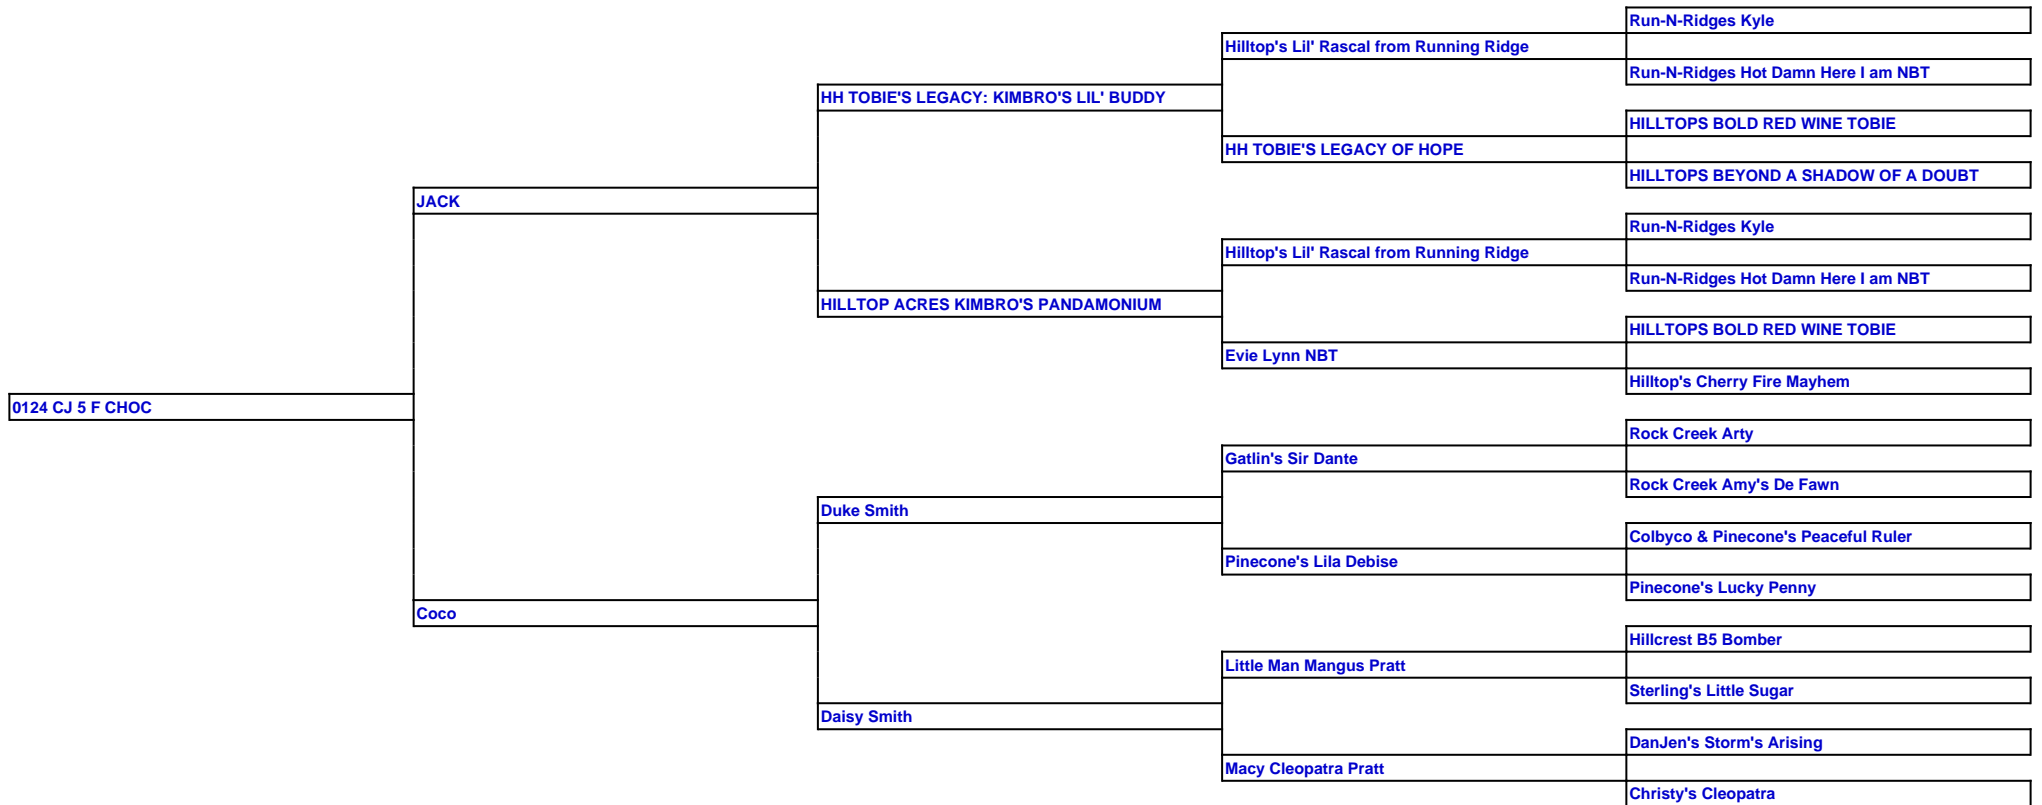 Run-N-Ridges Kyle
Hilltop's Lil' Rascal from Running Ridge
Run-N-Ridges Hot Damn Here I am NBT
HH TOBIE'S LEGACY: KIMBRO'S LIL' BUDDY
HILLTOPS BOLD RED WINE TOBIE
HH TOBIE'S LEGACY OF HOPE
HILLTOPS BEYOND A SHADOW OF A DOUBT
JACK
Run-N-Ridges Kyle
Hilltop's Lil' Rascal from Running Ridge
Run-N-Ridges Hot Damn Here I am NBT
HILLTOP ACRES KIMBRO'S PANDAMONIUM
HILLTOPS BOLD RED WINE TOBIE
Evie Lynn NBT
Hilltop's Cherry Fire Mayhem
0124 CJ 5 F CHOC
Rock Creek Arty
Gatlin's Sir Dante
Rock Creek Amy's De Fawn
Duke Smith
Colbyco & Pinecone's Peaceful Ruler
Pinecone's Lila Debise
Pinecone's Lucky Penny
Coco
Hillcrest B5 Bomber
Little Man Mangus Pratt
Sterling's Little Sugar
Daisy Smith
DanJen's Storm's Arising
Macy Cleopatra Pratt
Christy's Cleopatra